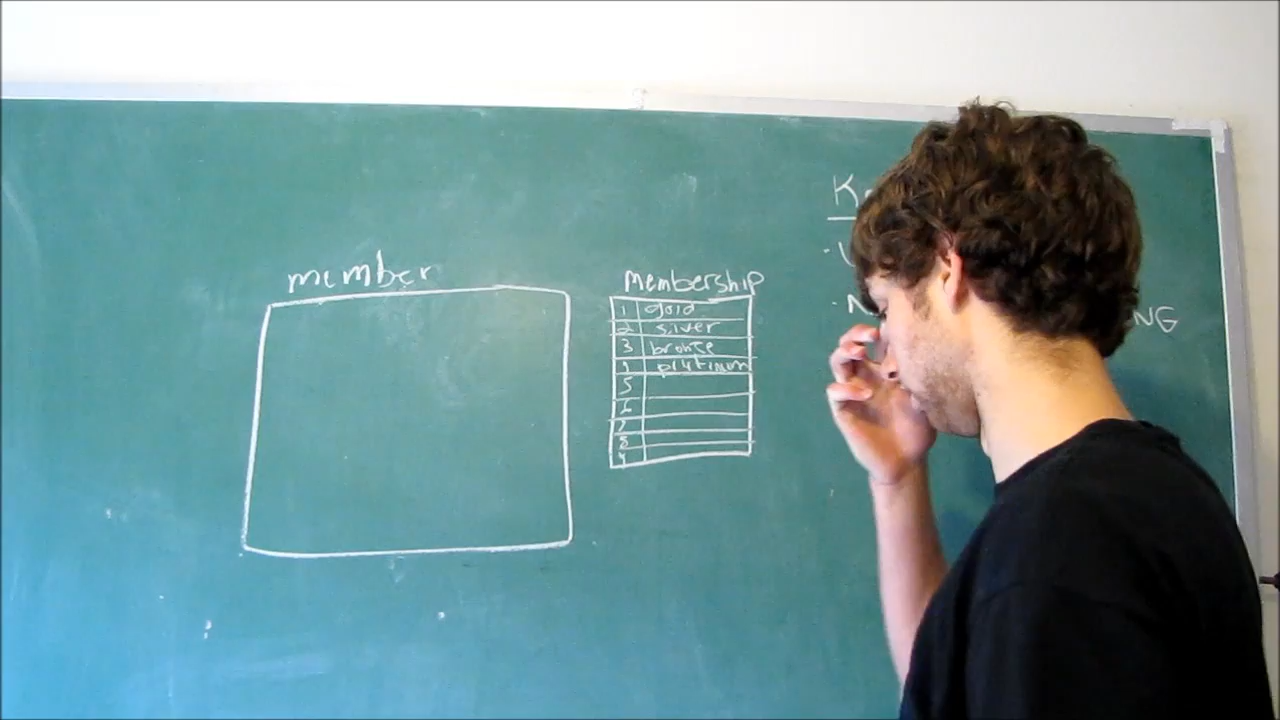 member
Membership
1 gold
2 silver
3 bronze
4 platinum
5
6
7
8
9
K
· U
· N NG